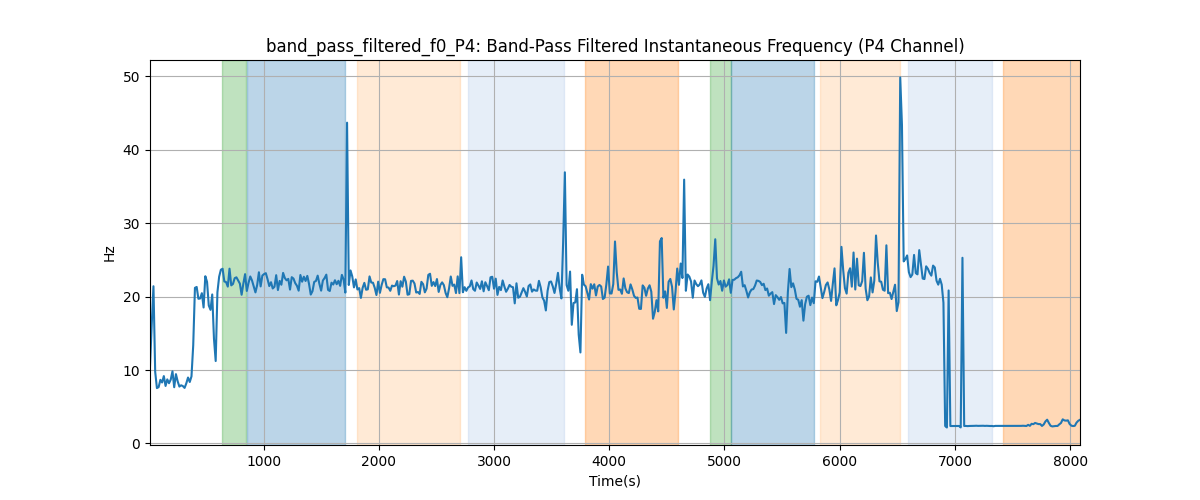 band_pass_filtered_f0_P4: Band-Pass Filtered Instantaneous Frequency (P4 Channel)
50
40
30
20
10
0
Hz
1000 2000 3000 4000 5000 6000 7000 8000
Time(s)